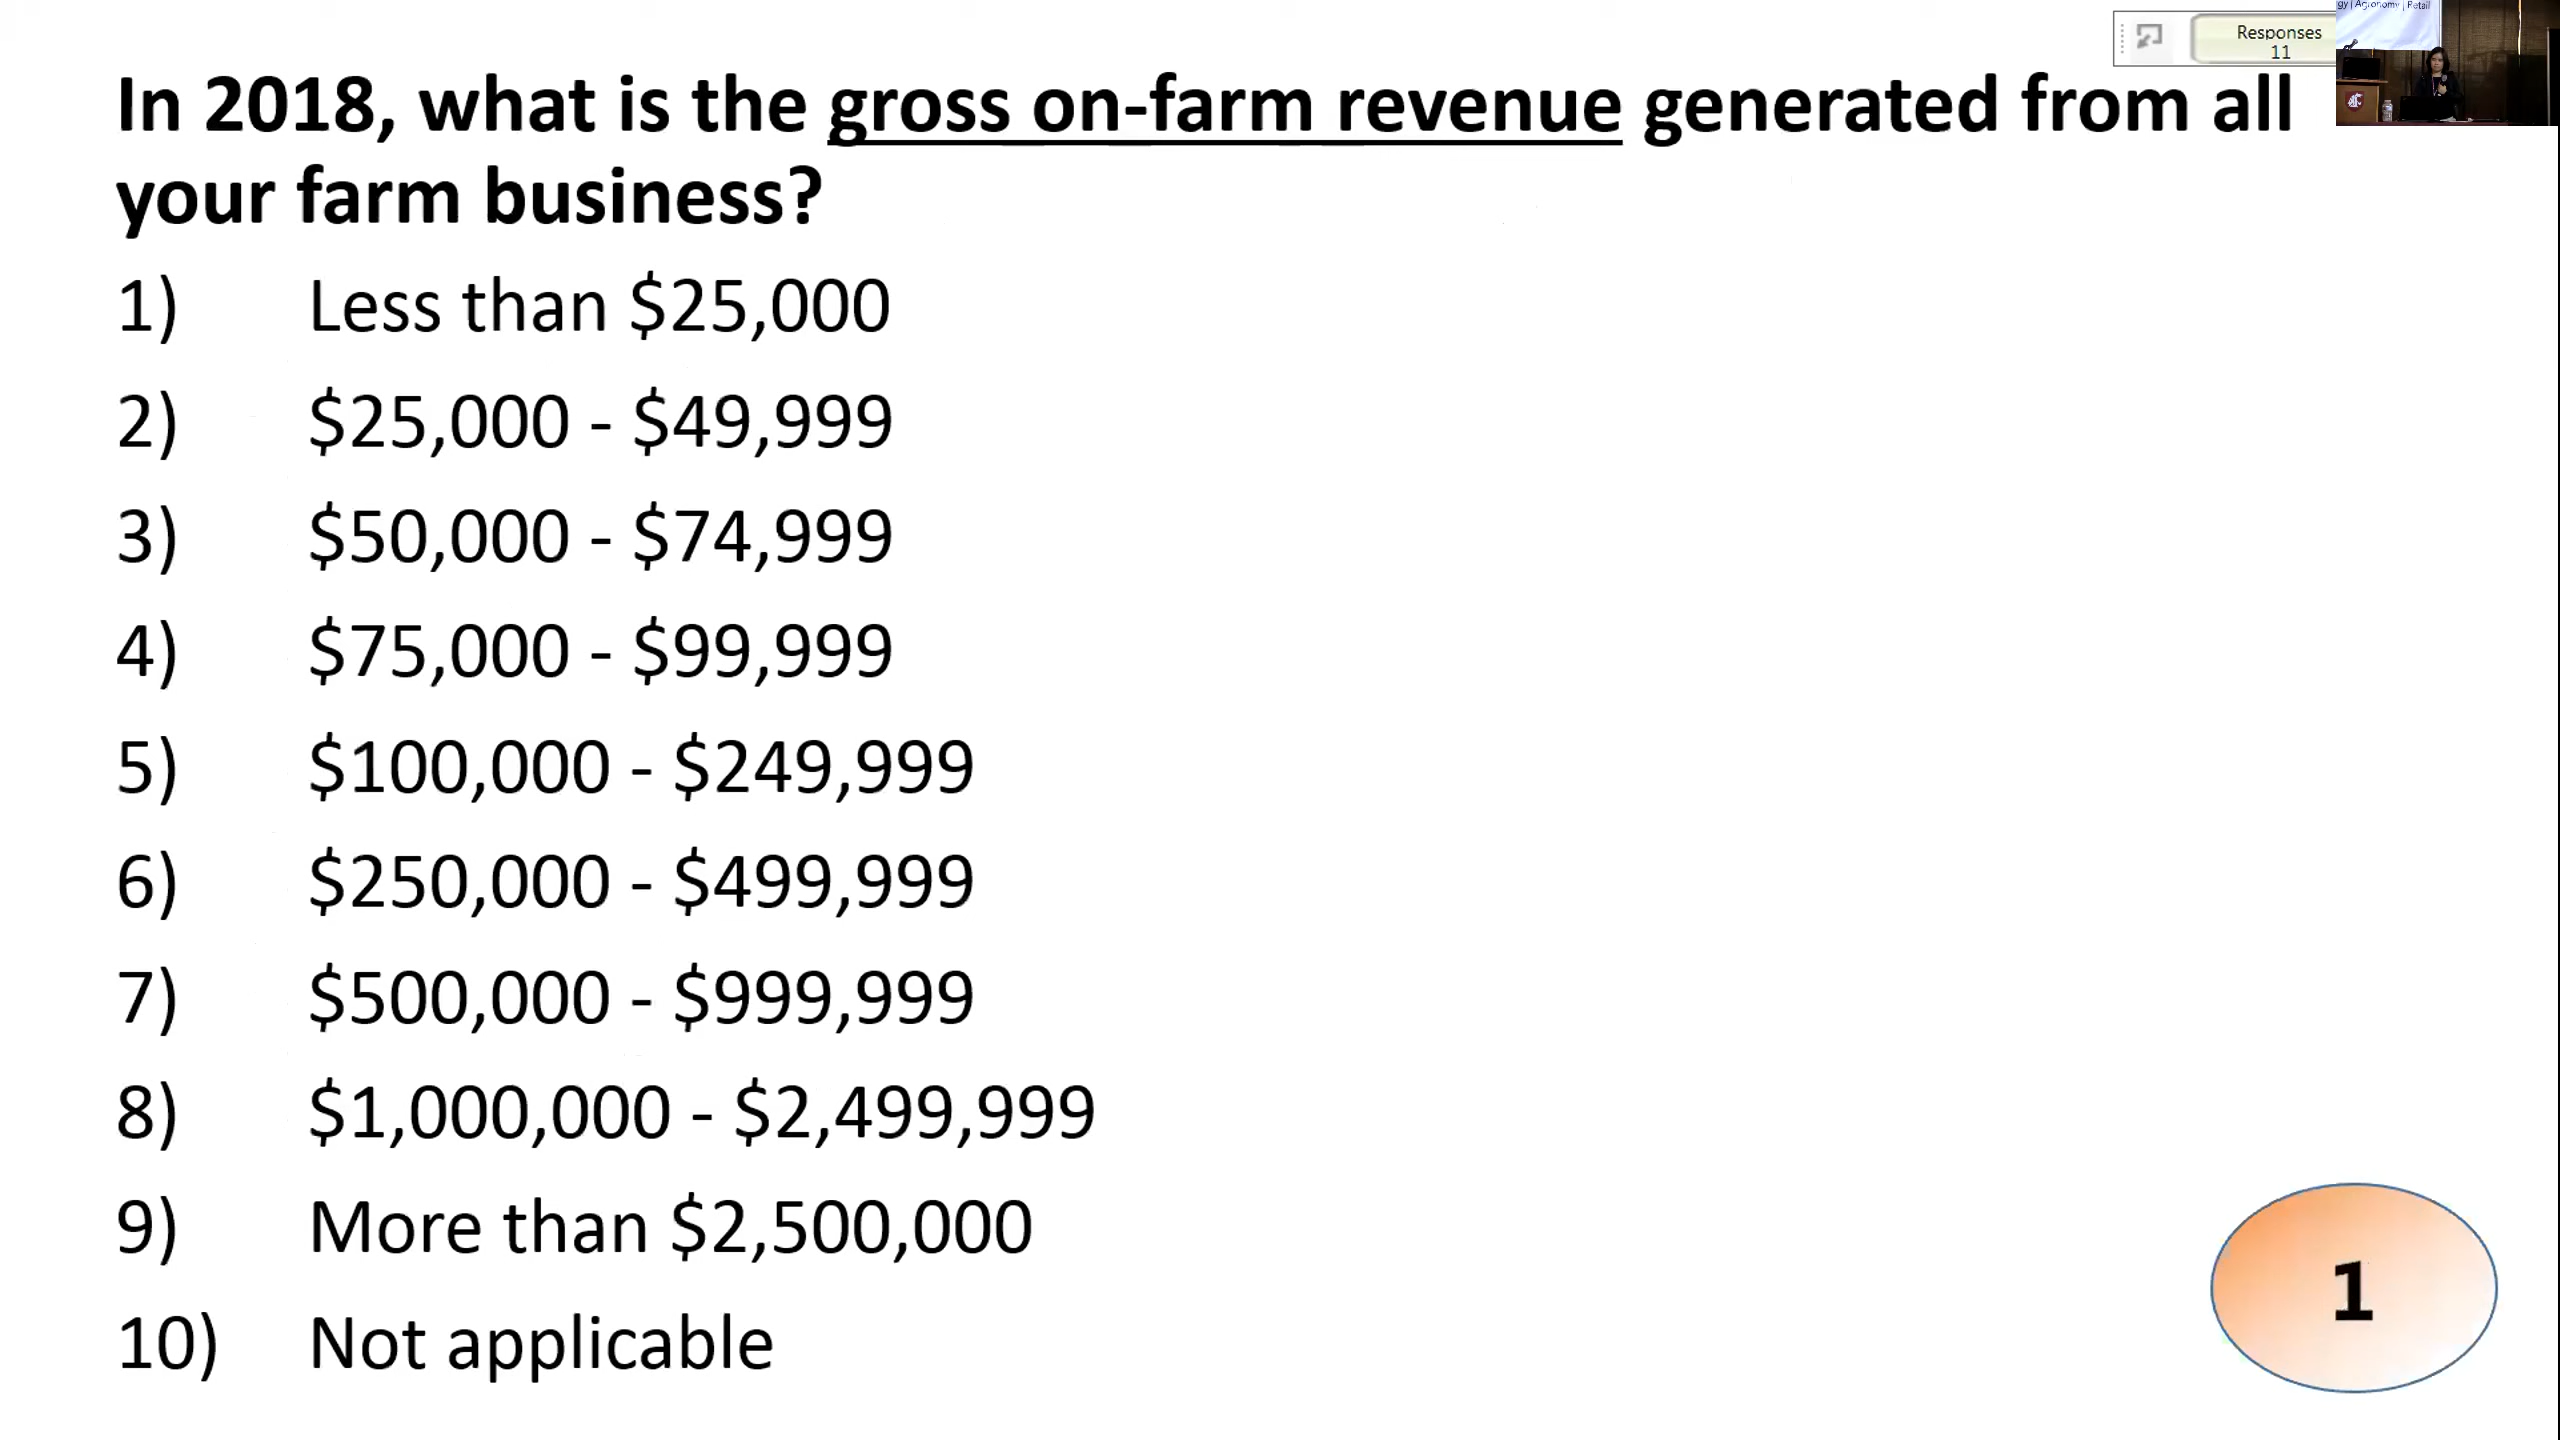 gy | Agronomy | Retail
Responses
11
In 2018, what is the gross on-farm revenue generated from all
your farm business?
1) Less than $25,000
2) $25,000 - $49,999
3) $50,000 - $74,999
4) $75,000 - $99,999
5) $100,000 - $249,999
6) $250,000 - $499,999
7) $500,000 - $999,999
8) $1,000,000 - $2,499,999
9) More than $2,500,000
10) Not applicable
1